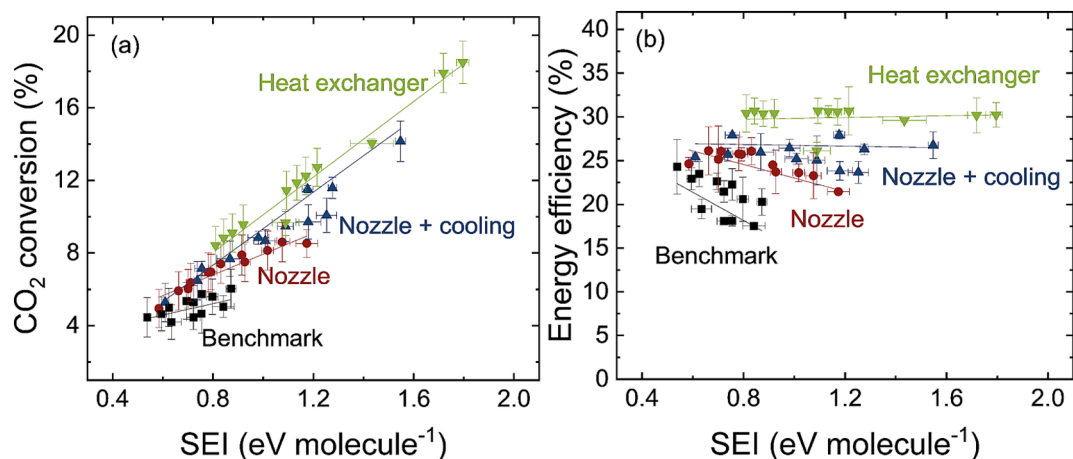 (a)
20
16
12
8
4
0
CO₂ conversion (%)
Heat exchanger
Nozzle + cooling
Nozzle
Benchmark
0.4 0.8 1.2 1.6 2.0
SEI (eV molecule⁻¹)
(b)
40
35
30
25
20
15
10
5
0
Energy efficiency (%)
Heat exchanger
Nozzle + cooling
Nozzle
Benchmark
0.4 0.8 1.2 1.6 2.0
SEI (eV molecule⁻¹)